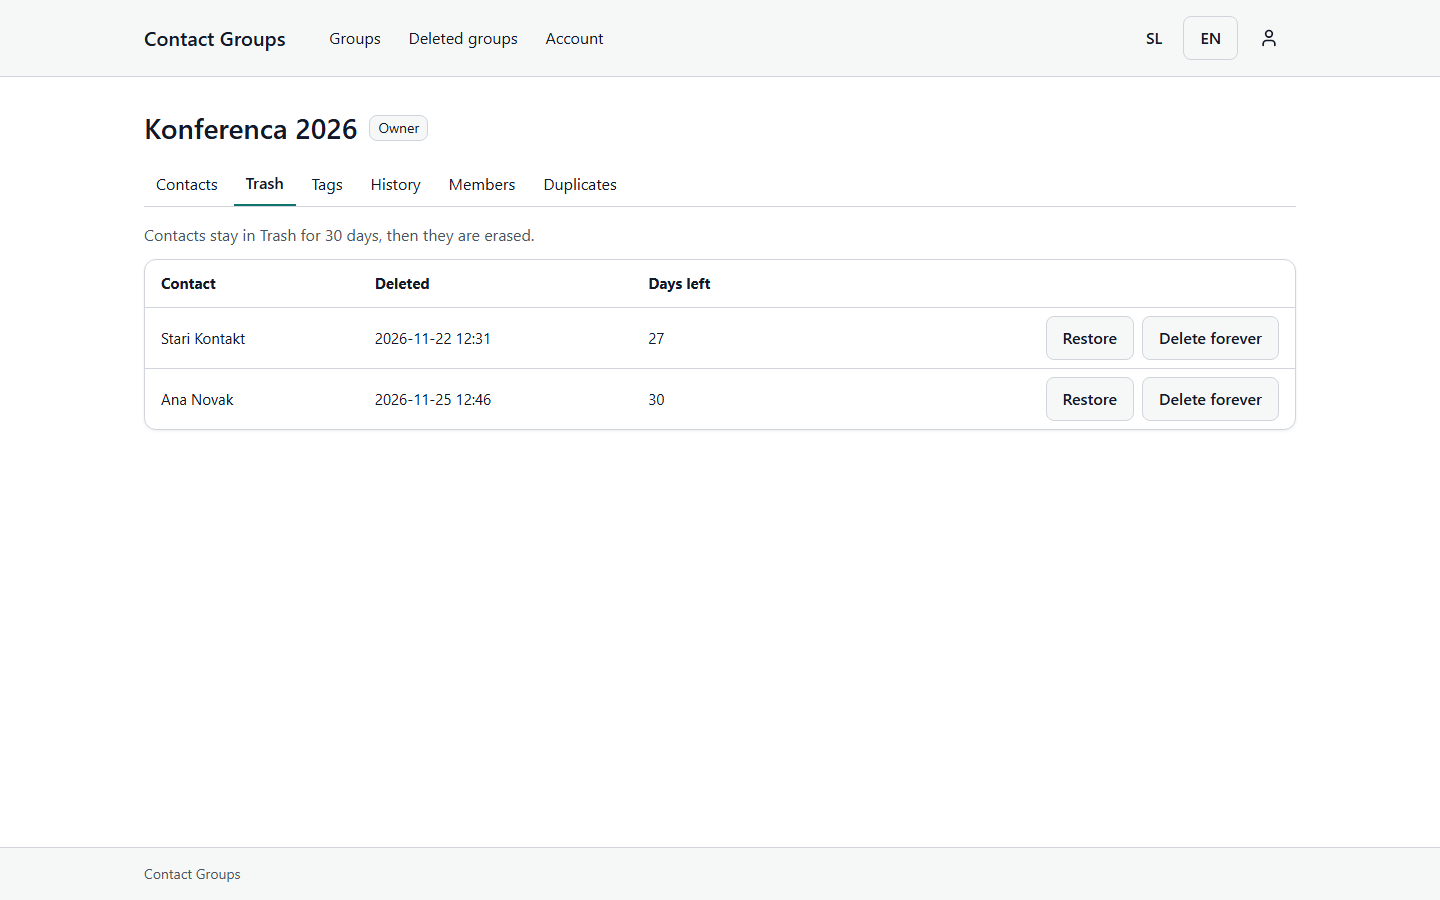 Contact Groups Groups Deleted groups Account SL EN
Konferenca 2026 Owner
Contacts Trash Tags History Members Duplicates
Contacts stay in Trash for 30 days, then they are erased.
Contact Deleted Days left
Stari Kontakt 2026-11-22 12:31 27 Restore Delete forever
Ana Novak 2026-11-25 12:46 30 Restore Delete forever
Contact Groups